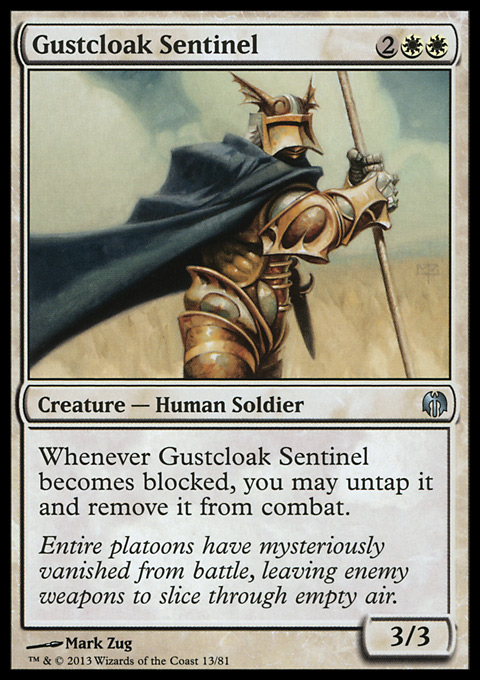 Gustcloak Sentinel 2
Creature — Human Soldier
Whenever Gustcloak Sentinel
becomes blocked, you may untap it
and remove it from combat.
Entire platoons have mysteriously
vanished from battle, leaving enemy
weapons to slice through empty air.
Mark Zug
3/3
™ & © 2013 Wizards of the Coast 13/81